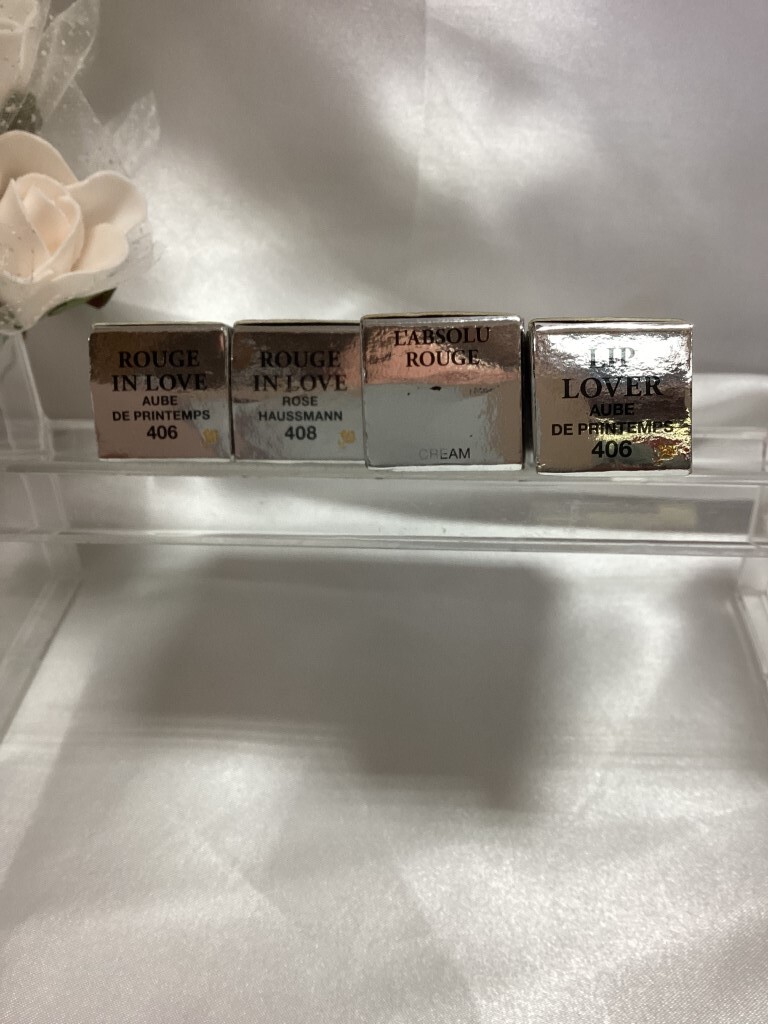 ROUGE
IN LOVE
AUBE
DE PRINTEMPS
406
ROUGE
IN LOVE
ROSE
HAUSSMANN
408
L'ABSOLU
ROUGE
CREAM
LIP
LOVER
AUBE
DE PRINTEMPS
406